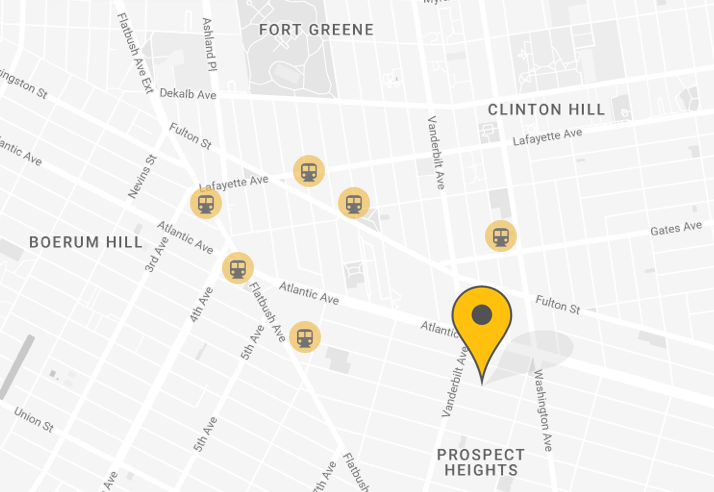 FORT GREENE
Flatbush Ave Ext
Ashland Pl
Dekalb Ave
CLINTON HILL
Fulton St
Vanderbilt Ave
Lafayette Ave
Nevins St
Lafayette Ave
Atlantic Ave
BOERUM HILL
3rd Ave
Gates Ave
4th Ave
Flatbush Ave
Atlantic Ave
Fulton St
5th Ave
Atlantic
Vanderbilt Ave
Washington Ave
Union St
5th Ave
PROSPECT
HEIGHTS
7th Ave